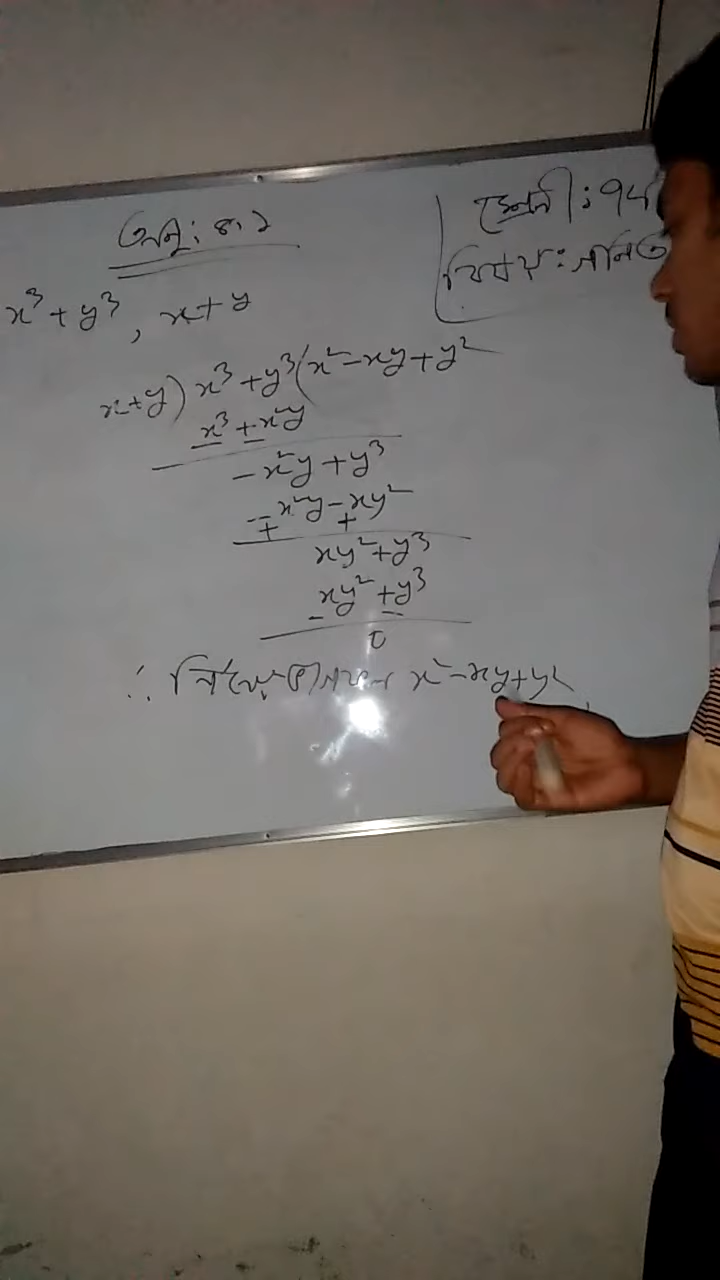 অনু: ৪.২
শ্রেণী: ৭ম
বিষয়: গণিত
x³ + y³, x + y
x+y) x³ + y³ (x² - xy + y²
x³ + x²y
- -
- x²y + y³
- x²y - xy²
+ +
xy² + y³
xy² + y³
- -
0
∴ নির্ণেয় ভাগফল x² - xy + y²